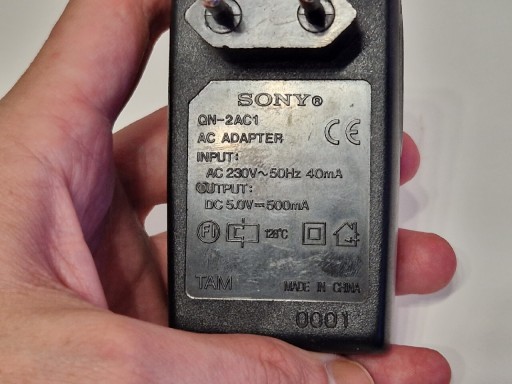 SONY®
QN-2AC1
AC ADAPTER
CE
INPUT:
AC 230V~50Hz 40mA
OUTPUT:
DC 5.0V⎓500mA
FI 126°C
TAM MADE IN CHINA
0001